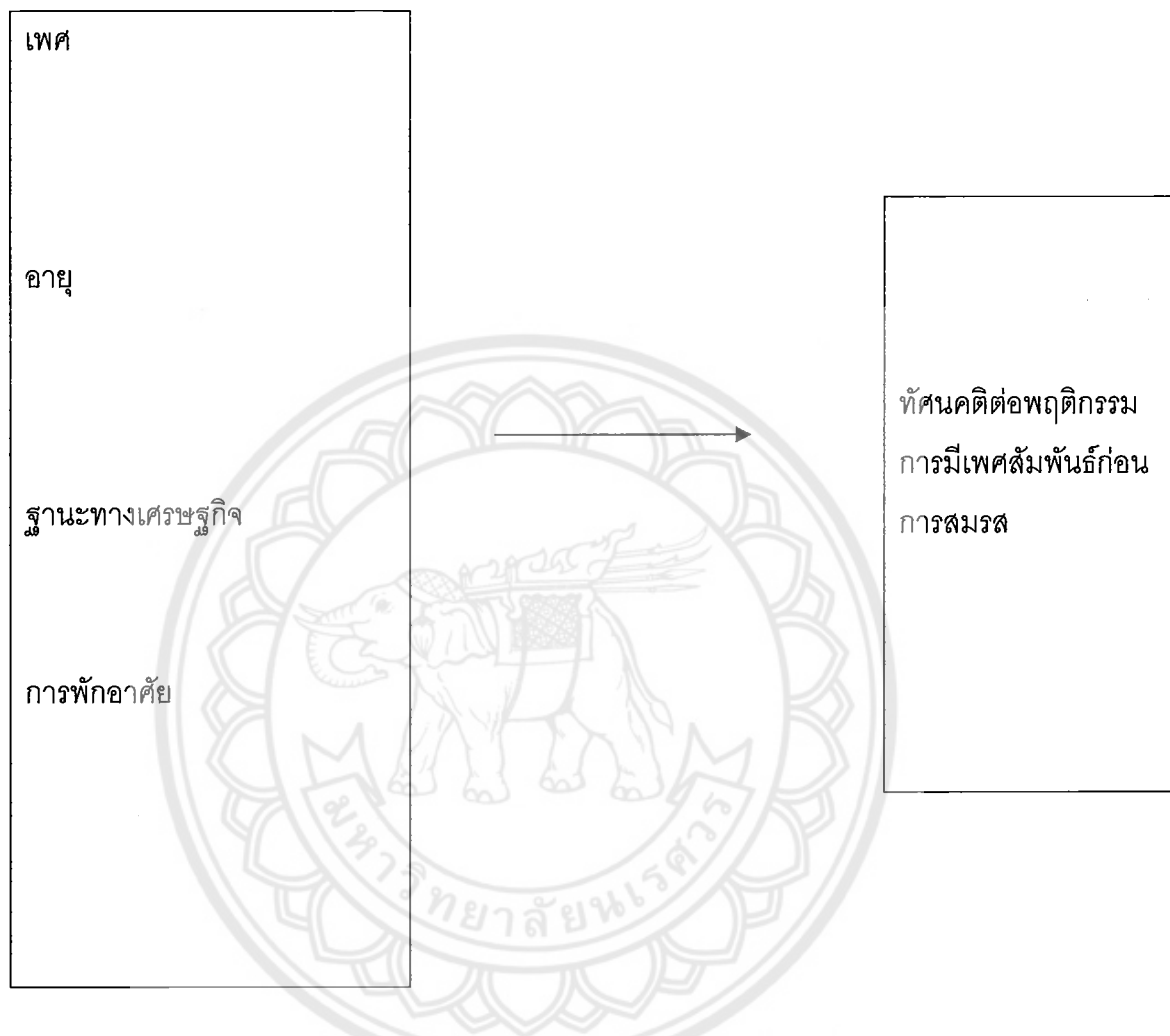 เพศ
อายุ
ฐานะทางเศรษฐกิจ
การพักอาศัย
ทัศนคติต่อพฤติกรรม
การมีเพศสัมพันธ์ก่อน
การสมรส
มหาวิทยาลัยนเรศวร